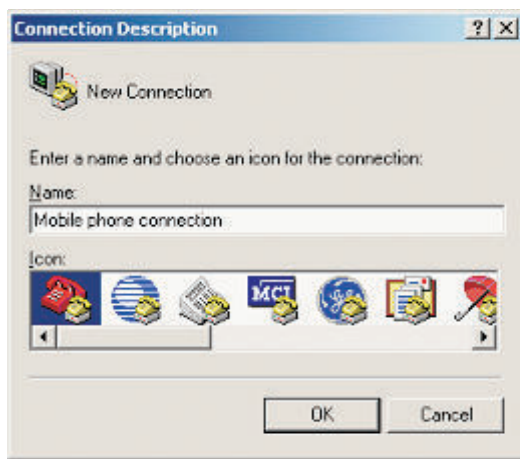 Connection Description
New Connection
Enter a name and choose an icon for the connection:
Name:
Mobile phone connection
Icon:
MCI
OK
Cancel